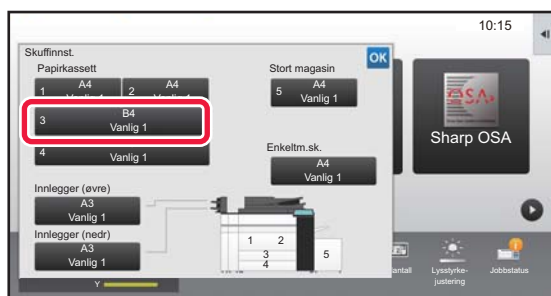 10:15
Skuffinnst.
OK
Papirkassett
Stort magasin
1 A4
2 A4
5 A4
Vanlig 1
3 B4
Vanlig 1
4 Vanlig 1
Enkeltm.sk.
A4
Vanlig 1
Innlegger (øvre)
A3
Vanlig 1
Innlegger (nedr)
A3
Vanlig 1
1 2
3
4
5
OSA
Sharp OSA
Lysstyrke-
justering
Jobbstatus
Y